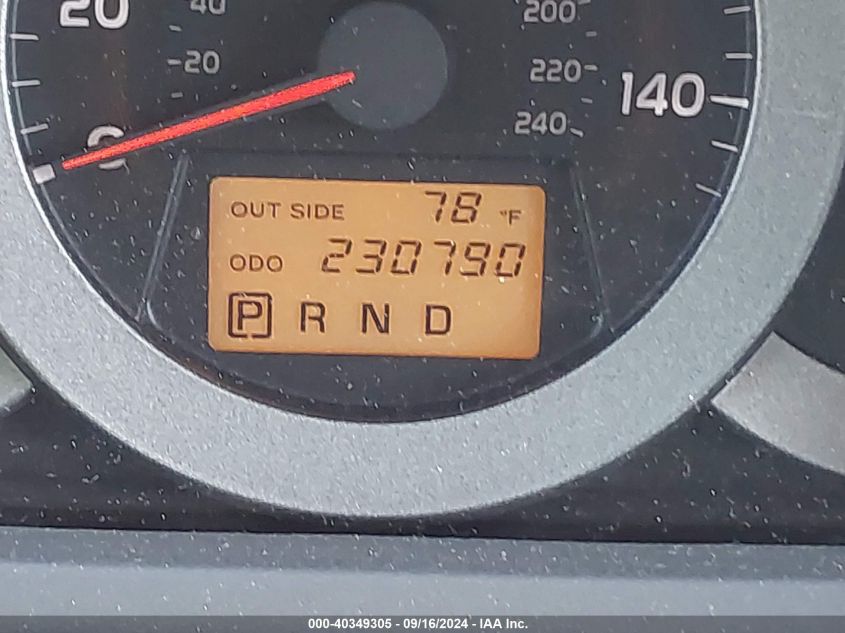 20 40 200
20 220 140
0 240
OUT SIDE 78 °F
ODO 230790
P R N D
000-40349305 - 09/16/2024 - IAA Inc.